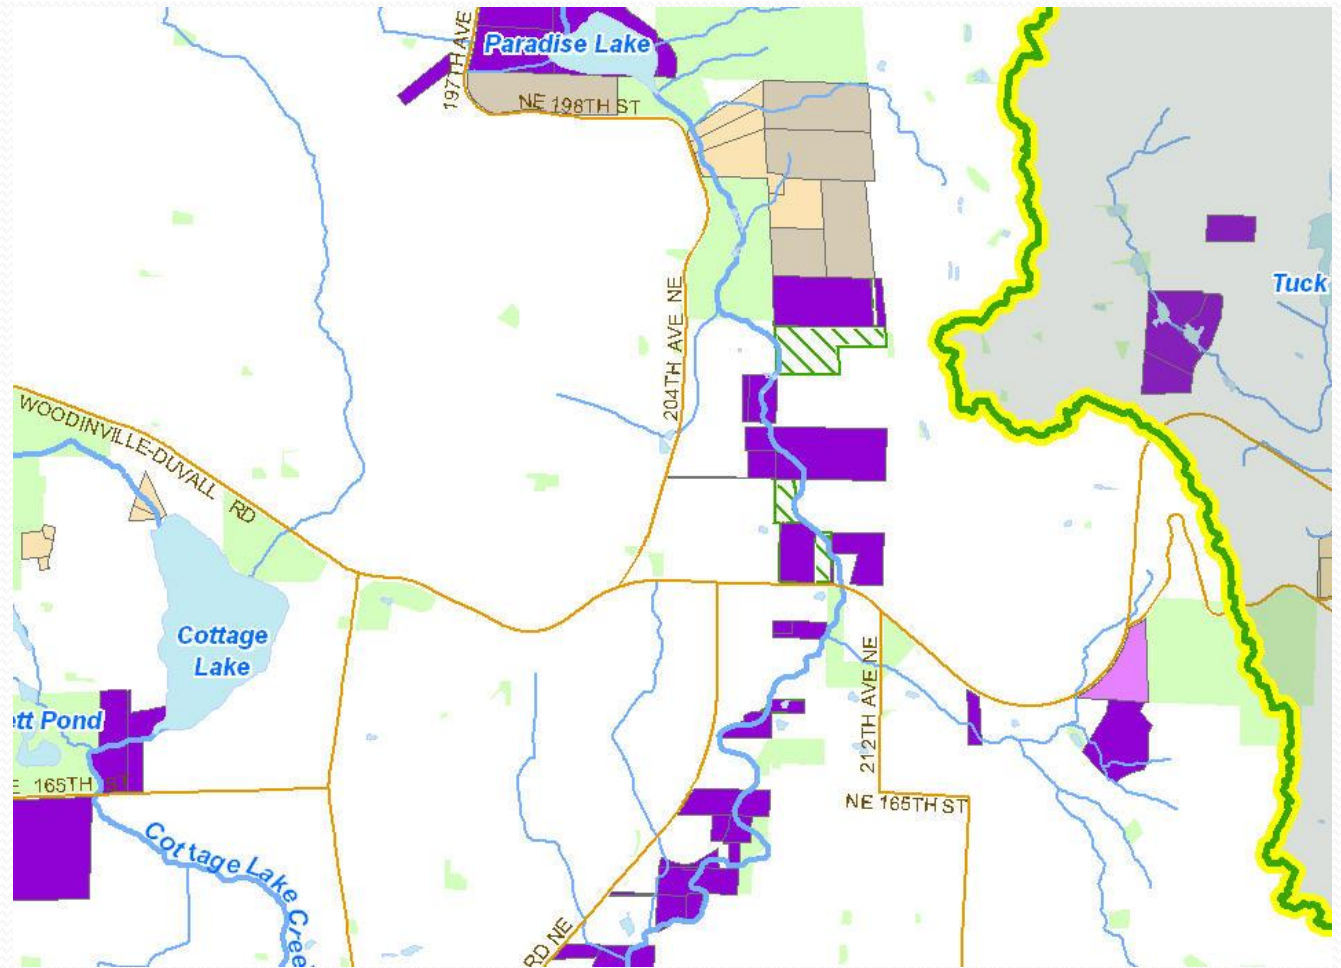 Paradise Lake
197TH AVE
NE 198TH ST
Tuck
204TH AVE NE
WOODINVILLE-DUVALL RD
Cottage
Lake
212TH AVE NE
ett Pond
E 165TH ST
NE 165TH ST
Cottage Lake Cree
RD NE